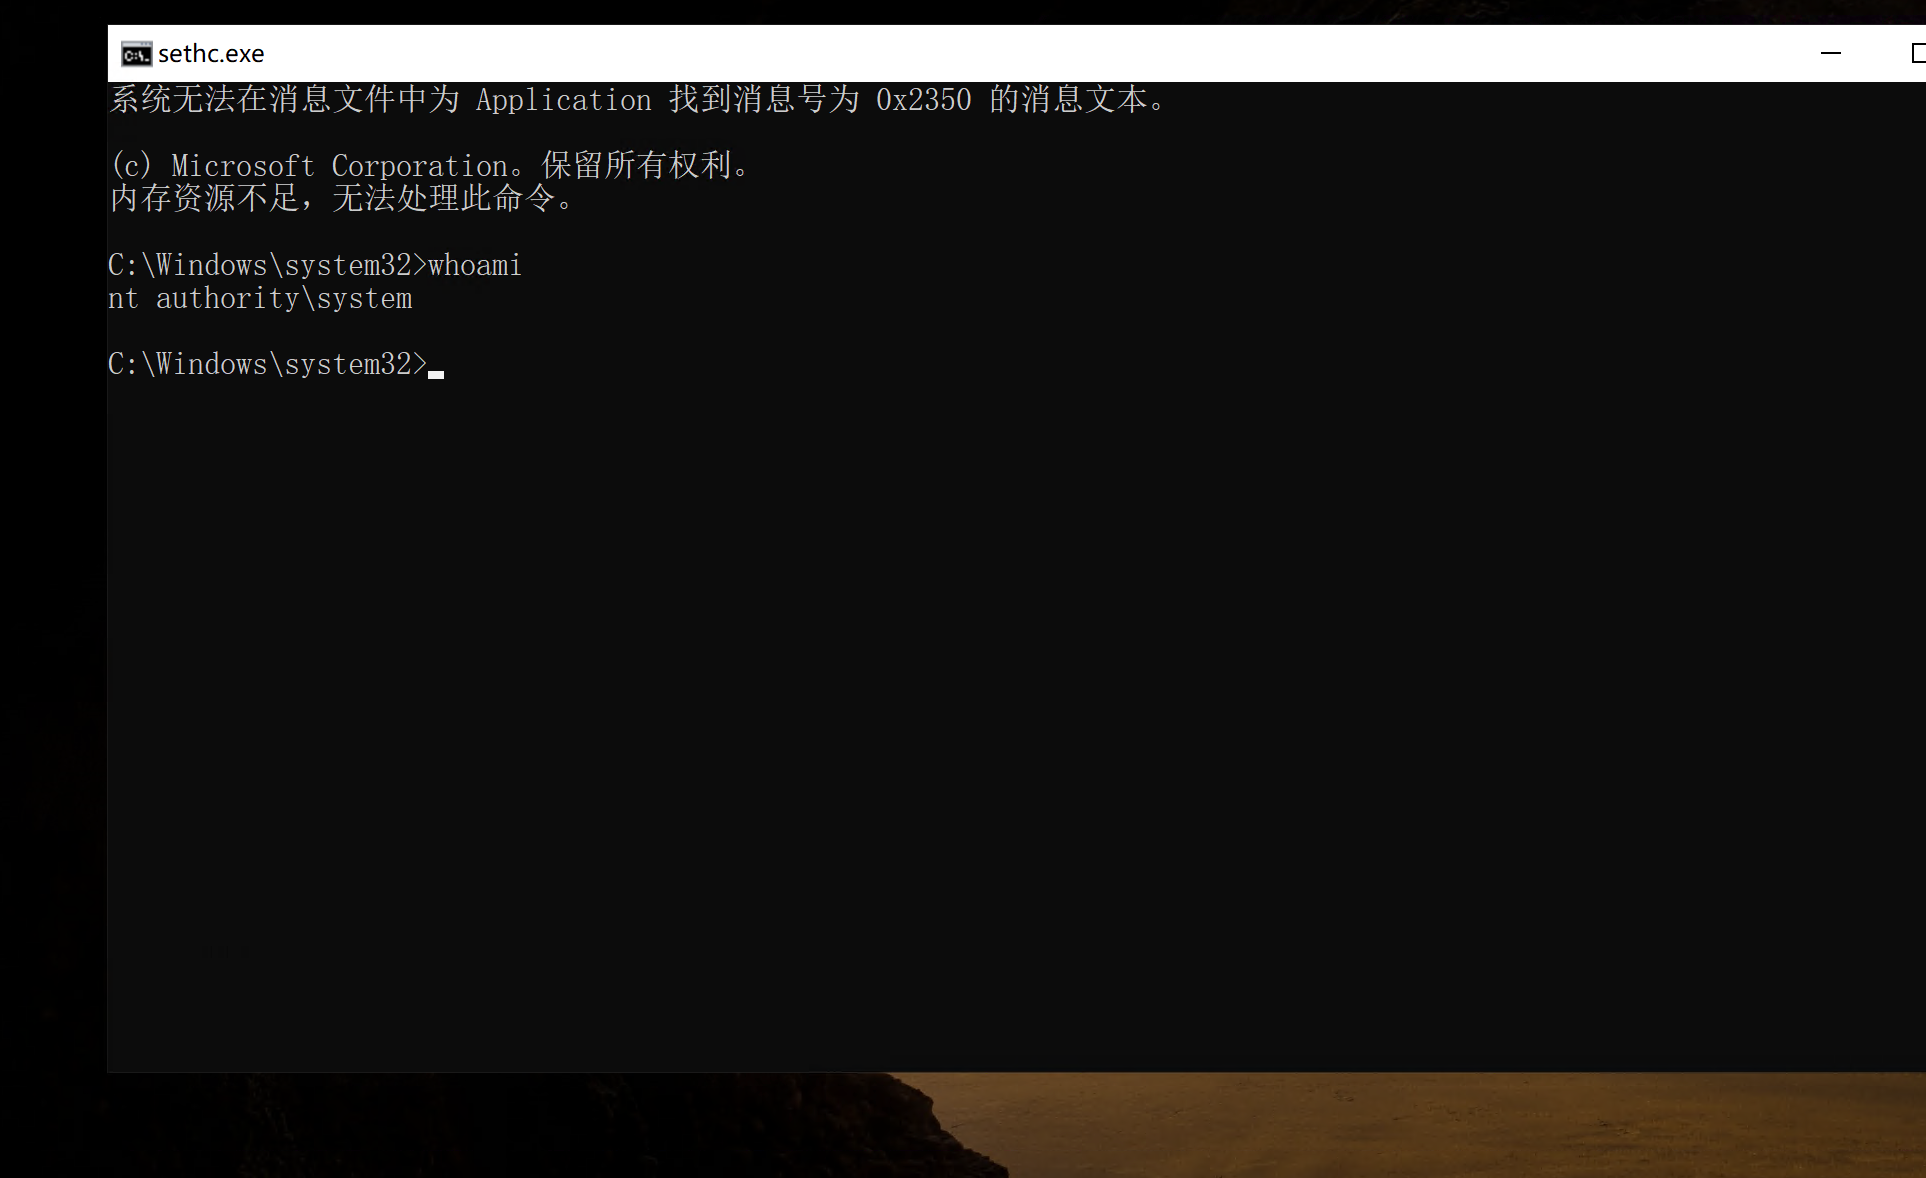 sethc.exe
系统无法在消息文件中为 Application 找到消息号为 0x2350 的消息文本。
(c) Microsoft Corporation。保留所有权利。
内存资源不足，无法处理此命令。
C:\Windows\system32>whoami
nt authority\system
C:\Windows\system32>